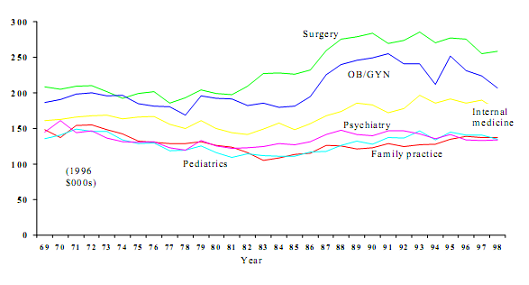 300
Surgery
250
OB/GYN
200
Internal
medicine
150
Psychiatry
Family practice
Pediatrics
100
(1996
$000s)
50
0
69 70 71 72 73 74 75 76 77 78 79 80 81 82 83 84 85 86 87 88 89 90 91 92 93 94 95 96 97 98
Year